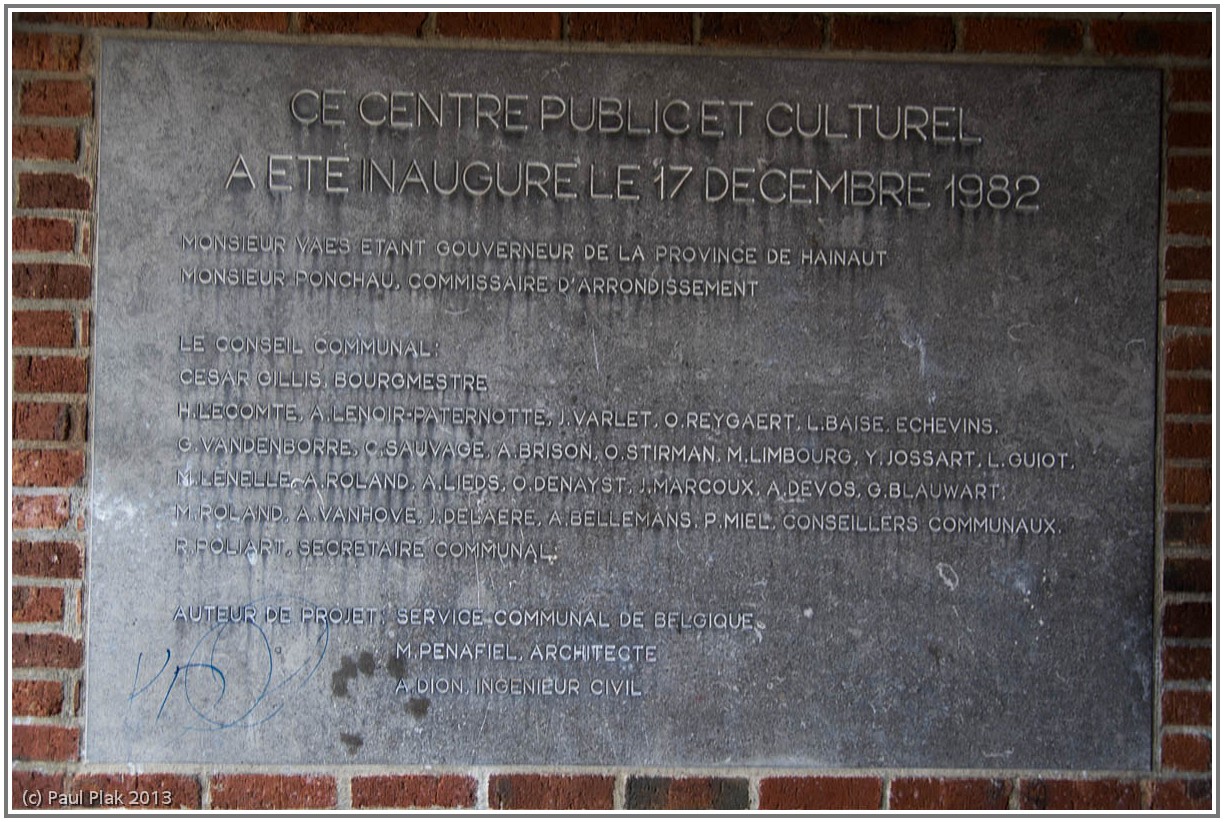 CE CENTRE PUBLIC ET CULTUREL
A ETE INAUGURE LE 17 DECEMBRE 1982
MONSIEUR VAES ETANT GOUVERNEUR DE LA PROVINCE DE HAINAUT
MONSIEUR PONCHAU, COMMISSAIRE D'ARRONDISSEMENT
LE CONSEIL COMMUNAL:
CESAR GILLIS, BOURGMESTRE
H.LECOMTE, A.LENOIR-PATERNOTTE, J.VARLET, O.REYGAERT, L.BAISE, ECHEVINS.
G.VANDENBORRE, C.SAUVAGE, A.BRISON, O.STIRMAN, M.LIMBOURG, Y.JOSSART, L.GUIOT,
M.LENELLE, A.ROLAND, A.LIEDS, O.DENAYST, J.MARCOUX, A.DEVOS, G.BLAUWART,
M.ROLAND, A.VANHOVE, J.DELAERE, A.BELLEMANS, P.MIEL, CONSEILLERS COMMUNAUX.
R.POLIART, SECRETAIRE COMMUNAL.
AUTEUR DE PROJET: SERVICE COMMUNAL DE BELGIQUE
M.PENAFIEL, ARCHITECTE
A.DION, INGENIEUR CIVIL
(c) Paul Plak 2013